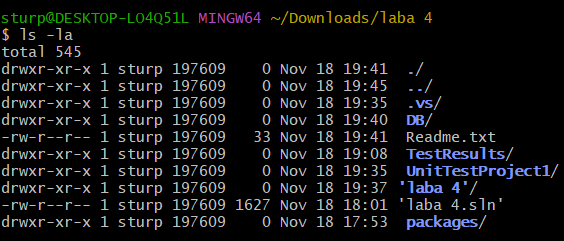 sturp@DESKTOP-LO4Q51L MINGW64 ~/Downloads/laba 4
$ ls -la
total 545
drwxr-xr-x 1 sturp 197609    0 Nov 18 19:41  ./
drwxr-xr-x 1 sturp 197609    0 Nov 18 19:45  ../
drwxr-xr-x 1 sturp 197609    0 Nov 18 19:35  .vs/
drwxr-xr-x 1 sturp 197609    0 Nov 18 19:40  DB/
-rw-r--r-- 1 sturp 197609   33 Nov 18 19:41  Readme.txt
drwxr-xr-x 1 sturp 197609    0 Nov 18 19:08  TestResults/
drwxr-xr-x 1 sturp 197609    0 Nov 18 19:35  UnitTestProject1/
drwxr-xr-x 1 sturp 197609    0 Nov 18 19:37 'laba 4'/
-rw-r--r-- 1 sturp 197609 1627 Nov 18 18:01 'laba 4.sln'
drwxr-xr-x 1 sturp 197609    0 Nov 18 17:53  packages/